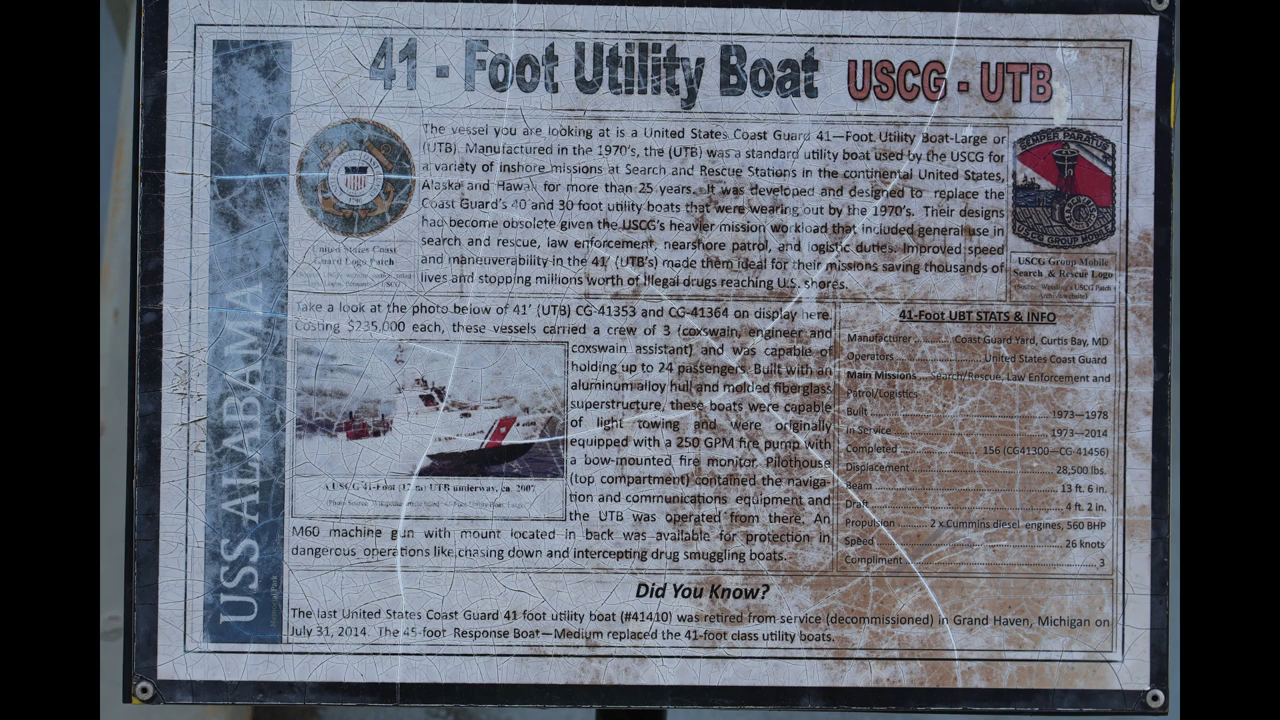 41 - Foot Utility Boat USCG - UTB
USS ALABAMA
Memorial Park
The vessel you are looking at is a United States Coast Guard 41—Foot Utility Boat-Large or
(UTB). Manufactured in the 1970's, the (UTB) was a standard utility boat used by the USCG for
a variety of inshore missions at Search and Rescue Stations in the continental United States,
Alaska and Hawaii for more than 25 years. It was developed and designed to replace the
Coast Guard's 40 and 30 foot utility boats that were wearing out by the 1970's. Their designs
had become obsolete given the USCG's heavier mission workload that included general use in
search and rescue, law enforcement, nearshore patrol, and logistic duties. Improved speed
and maneuverability in the 41' (UTB's) made them ideal for their missions saving thousands of
lives and stopping millions worth of illegal drugs reaching U.S. shores.
United States Coast
Guard Logo Patch
SEMPER PARATUS
USCG GROUP MOBILE
USCG Group Mobile
Search & Rescue Logo
Take a look at the photo below of 41' (UTB) CG-41353 and CG-41364 on display here.
Costing $235,000 each, these vessels carried a crew of 3 (coxswain, engineer and
coxswain assistant) and was capable of
holding up to 24 passengers. Built with an
aluminum alloy hull and molded fiberglass
superstructure, these boats were capable
of light towing and were originally
equipped with a 250 GPM fire pump with
a bow-mounted fire monitor. Pilothouse
(top compartment) contained the naviga-
tion and communications equipment and
the UTB was operated from there. An
M60 machine gun with mount located in back was available for protection in
dangerous operations like chasing down and intercepting drug smuggling boats.
A USCG 41-Foot (12 m) UTB underway, ca. 2007
41-Foot UBT STATS & INFO
Manufacturer ........... Coast Guard Yard, Curtis Bay, MD
Operators .................... United States Coast Guard
Main Missions ... Search/Rescue, Law Enforcement and
Patrol/Logistics
Built ........................................ 1973—1978
In Service .................................. 1973—2014
Completed .................. 156 (CG41300—CG-41456)
Displacement ................................ 28,500 lbs.
Beam ........................................ 13 ft. 6 in.
Draft ........................................ 4 ft. 2 in.
Propulsion .......... 2 x Cummins diesel engines, 560 BHP
Speed ........................................ 26 knots
Compliment ........................................ 3
Did You Know?
The last United States Coast Guard 41 foot utility boat (#41410) was retired from service (decommissioned) in Grand Haven, Michigan on
July 31, 2014. The 45-foot Response Boat—Medium replaced the 41-foot class utility boats.